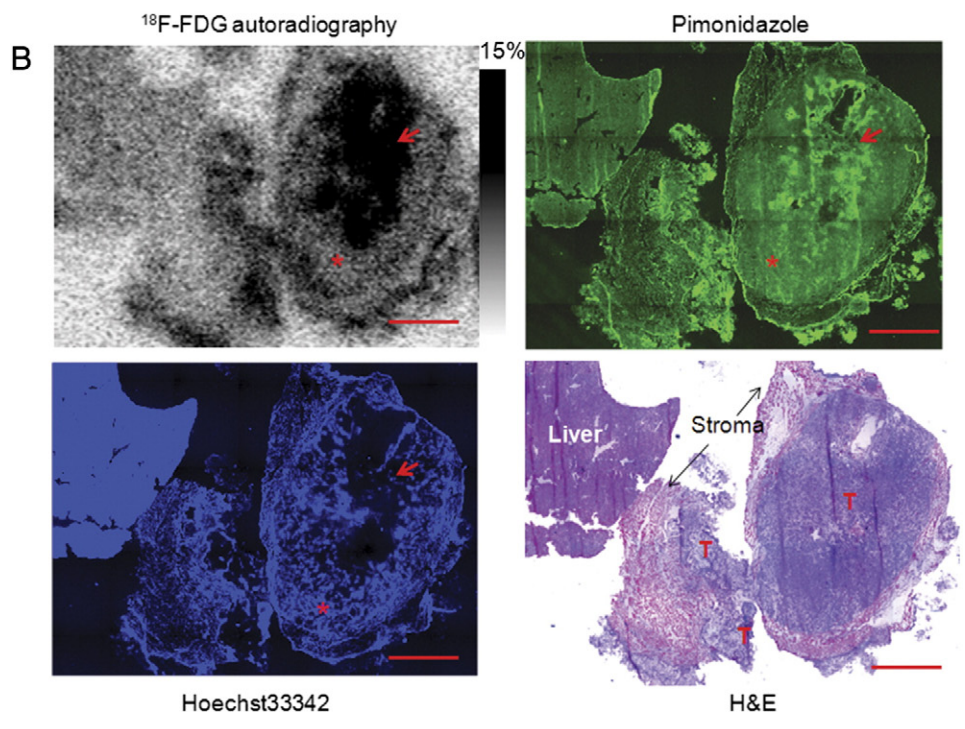 ¹⁸F-FDG autoradiography
Pimonidazole
B
15%
*
*
Liver
Stroma
T
T
T
*
Hoechst33342
H&E